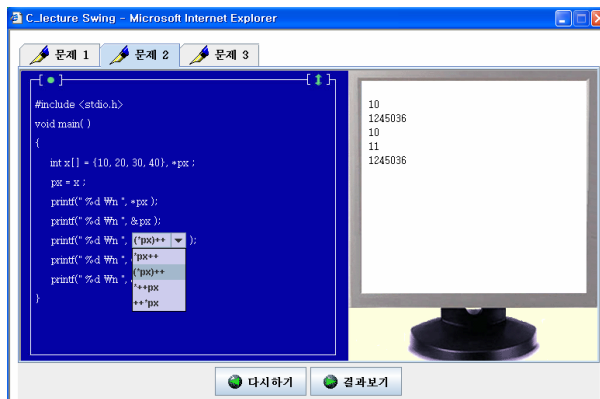 C_lecture Swing - Microsoft Internet Explorer
문제 1 문제 2 문제 3
#include <stdio.h>
void main( )
{
int x[] = {10, 20, 30, 40}, *px ;
px = x ;
printf(" %d ₩n ", *px );
printf(" %d ₩n ", &px );
printf(" %d ₩n ", (*px)++ );
*px++
(*px)++
*++px
++*px
printf(" %d ₩n ",
printf(" %d ₩n ",
}
10
1245036
10
11
1245036
다시하기 결과보기